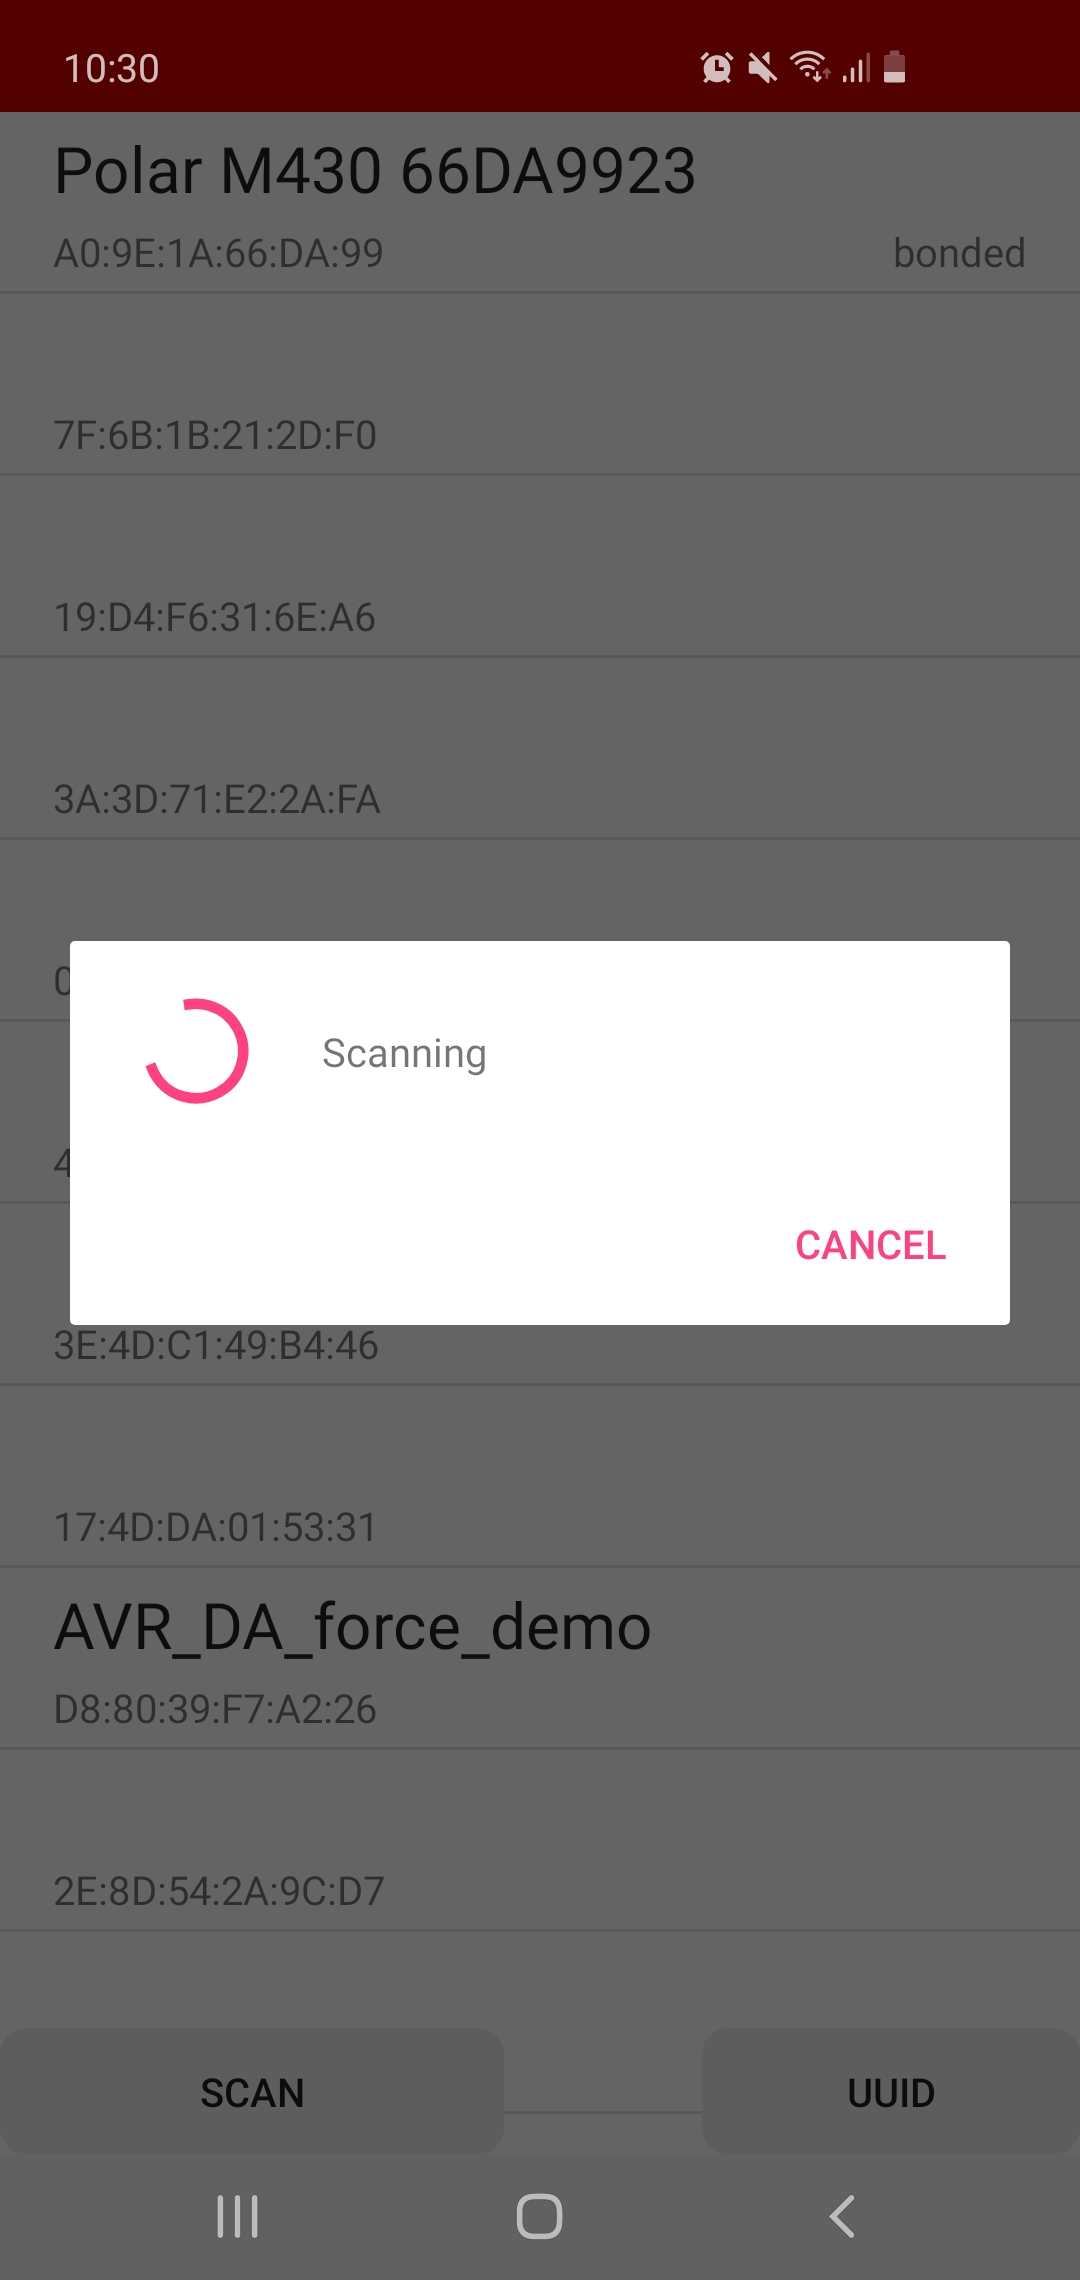 10:30
Polar M430 66DA9923
A0:9E:1A:66:DA:99 bonded
7F:6B:1B:21:2D:F0
19:D4:F6:31:6E:A6
3A:3D:71:E2:2A:FA
0
Scanning
4
CANCEL
3E:4D:C1:49:B4:46
17:4D:DA:01:53:31
AVR_DA_force_demo
D8:80:39:F7:A2:26
2E:8D:54:2A:9C:D7
SCAN UUID